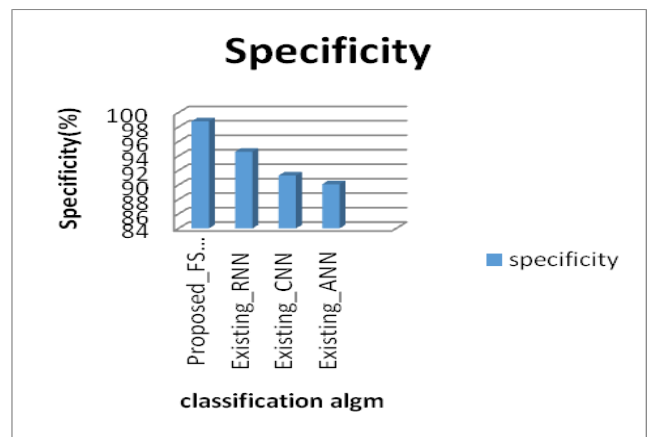 Specificity
Specificity(%)
100
98
96
94
92
90
88
86
84
Proposed_FS...
Existing_RNN
Existing_CNN
Existing_ANN
specificity
classification algm